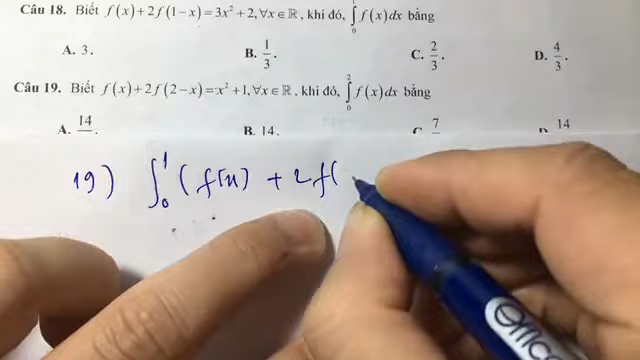 Câu 18. Biết f(x)+2f(1−x)=3x²+2,∀x∈ℝ, khi đó, ∫₀ f(x)dx bằng
A. 3. B. 1/3. C. 2/3. D. 4/3.
Câu 19. Biết f(x)+2f(2−x)=x²+1,∀x∈ℝ, khi đó, ∫₀² f(x)dx bằng
A. 14 B. 14. C. 7 D. 14
19) ∫₀¹ (f(x) + 2f(